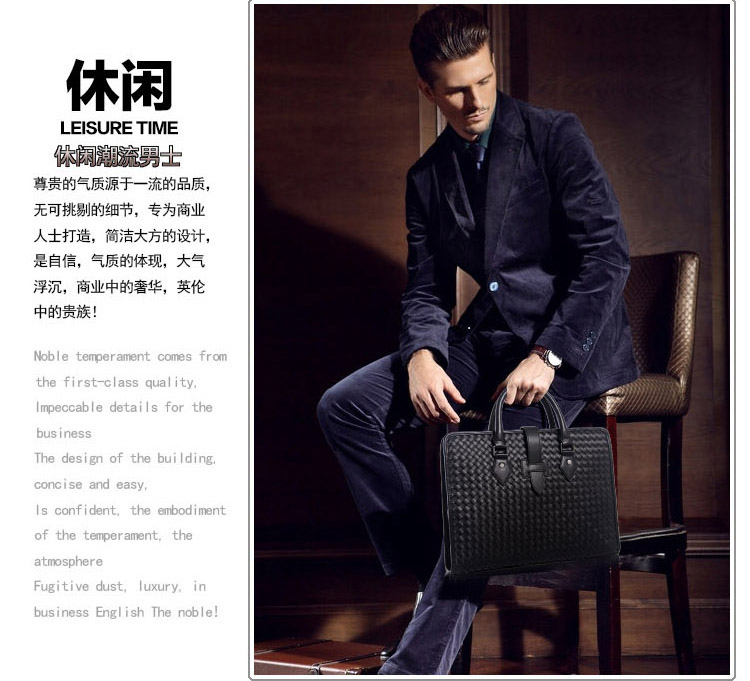 休闲
LEISURE TIME
休闲潮流男士
尊贵的气质源于一流的品质，
无可挑剔的细节，专为商业
人士打造，简洁大方的设计，
是自信，气质的体现，大气
浮沉，商业中的奢华，英伦
中的贵族！
Noble temperament comes from
the first-class quality,
Impeccable details for the
business
The design of the building,
concise and easy,
Is confident, the embodiment
of the temperament, the
atmosphere
Fugitive dust, luxury, in
business English The noble!